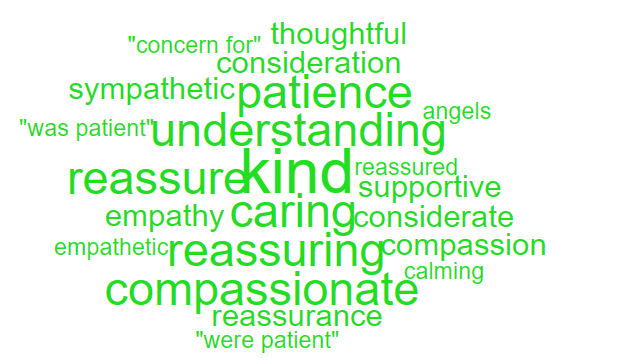 thoughtful
"concern for"
consideration
sympathetic patience
angels
"was patient" understanding
reassure kind reassured
supportive
empathy caring considerate
empathetic reassuring compassion
calming
compassionate
reassurance
"were patient"